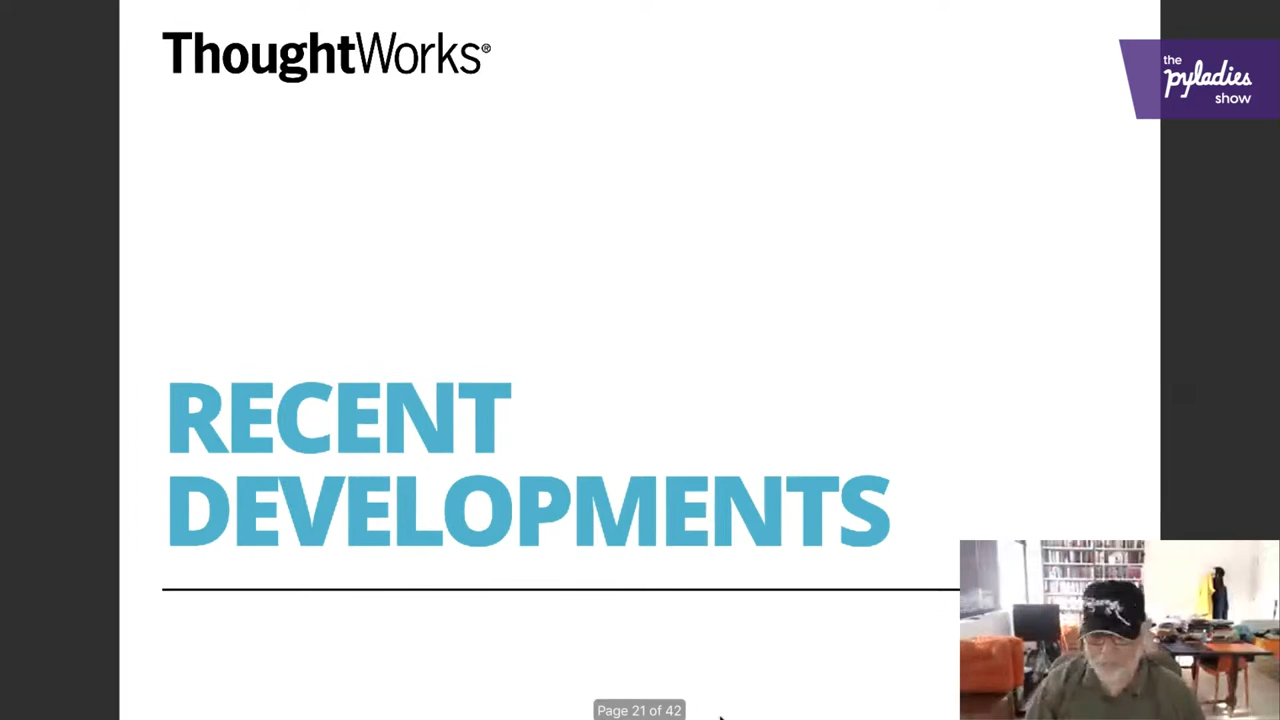 ThoughtWorks®
the
pyladies
show
RECENT
DEVELOPMENTS
Page 21 of 42